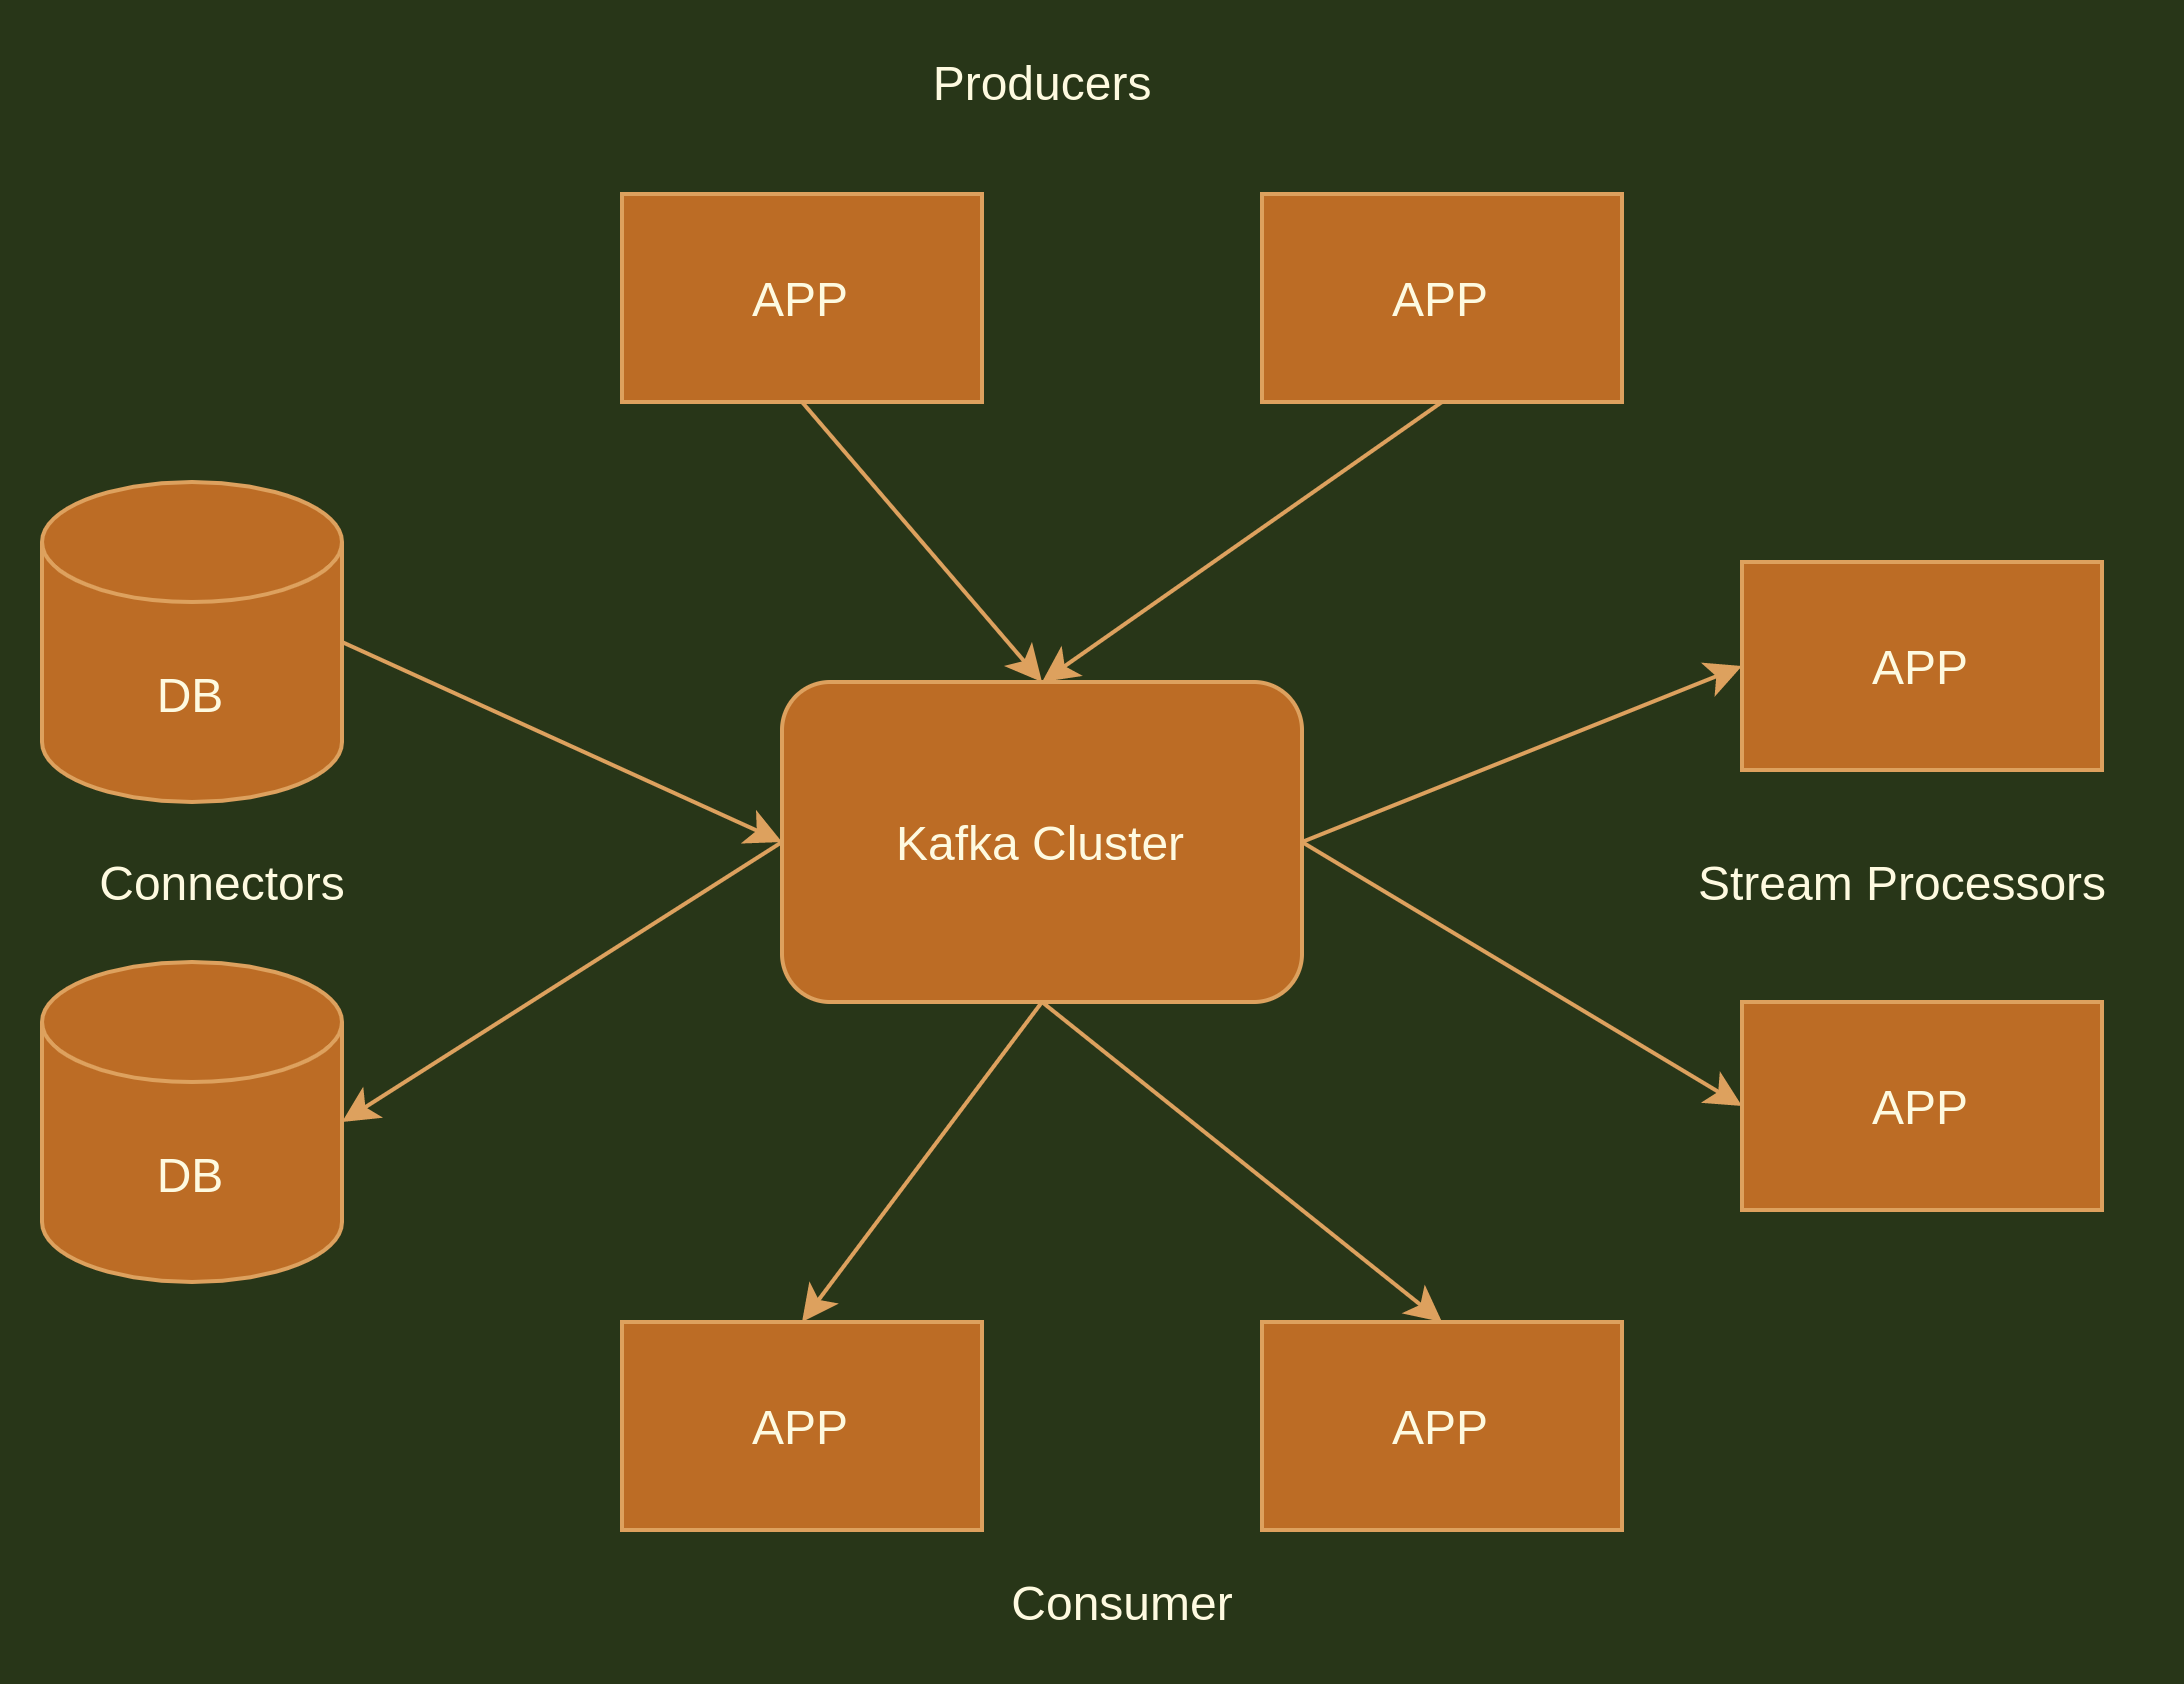 Producers
APP
APP
DB
APP
Kafka Cluster
Connectors
Stream Processors
DB
APP
APP
APP
Consumer